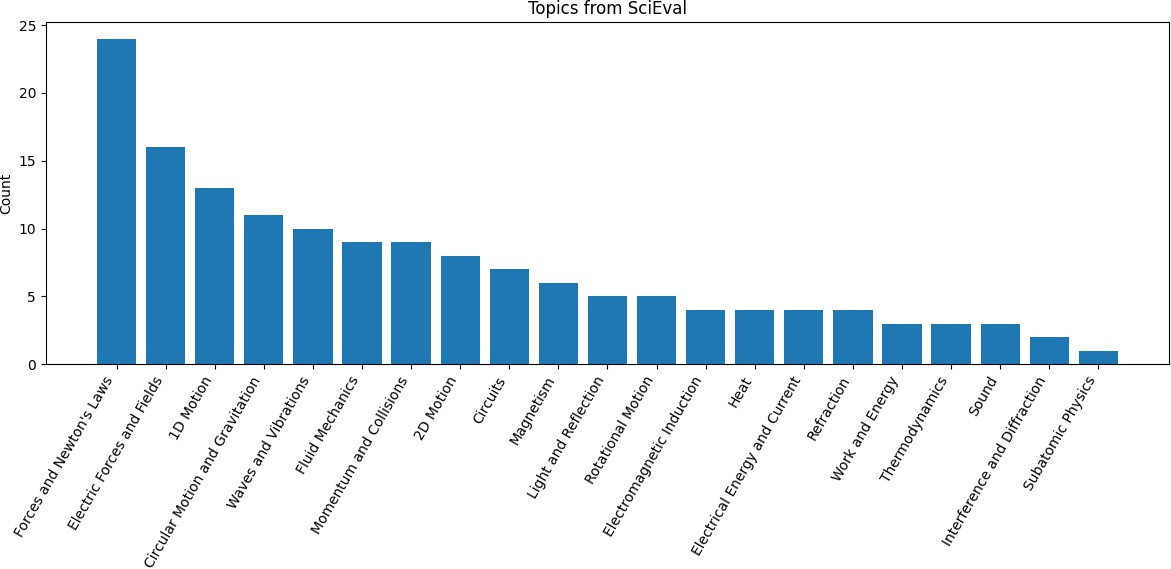 Topics from SciEval
Count
25
20
15
10
5
0
Forces and Newton's Laws
Electric Forces and Fields
1D Motion
Circular Motion and Gravitation
Waves and Vibrations
Fluid Mechanics
Momentum and Collisions
2D Motion
Circuits
Magnetism
Light and Reflection
Rotational Motion
Electromagnetic Induction
Heat
Electrical Energy and Current
Refraction
Work and Energy
Thermodynamics
Sound
Interference and Diffraction
Subatomic Physics